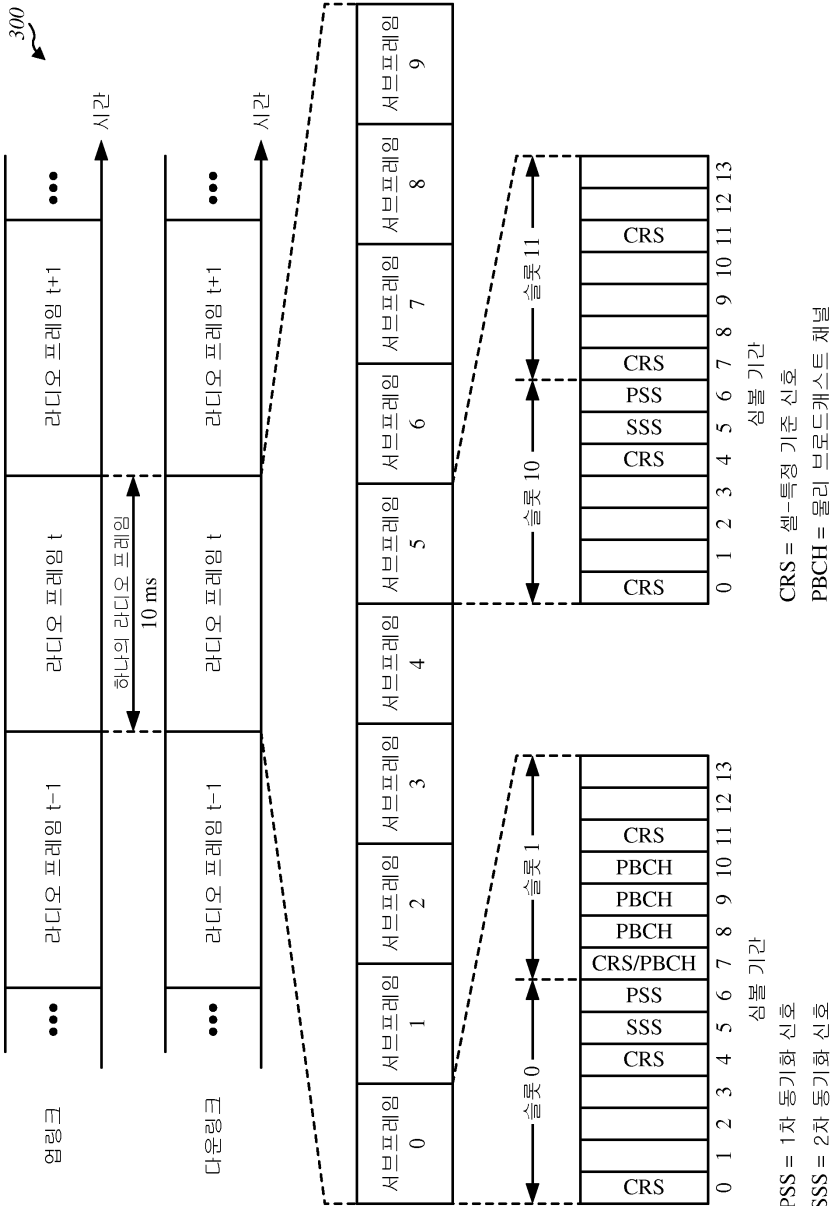 300
업링크
••• 라디오 프레임 t-1 라디오 프레임 t 라디오 프레임 t+1 •••
시간
하나의 라디오 프레임
10 ms
다운링크
••• 라디오 프레임 t-1 라디오 프레임 t 라디오 프레임 t+1 •••
시간
서브프레임 서브프레임 서브프레임 서브프레임 서브프레임 서브프레임 서브프레임 서브프레임 서브프레임 서브프레임
0 1 2 3 4 5 6 7 8 9
슬롯 0 슬롯 1
CRS CRS SSS PSS CRS/PBCH PBCH PBCH PBCH CRS
0 1 2 3 4 5 6 7 8 9 10 11 12 13
심볼 기간
슬롯 10 슬롯 11
CRS CRS SSS PSS CRS CRS
0 1 2 3 4 5 6 7 8 9 10 11 12 13
심볼 기간
PSS = 1차 동기화 신호
SSS = 2차 동기화 신호
CRS = 셀-특정 기준 신호
PBCH = 물리 브로드캐스트 채널